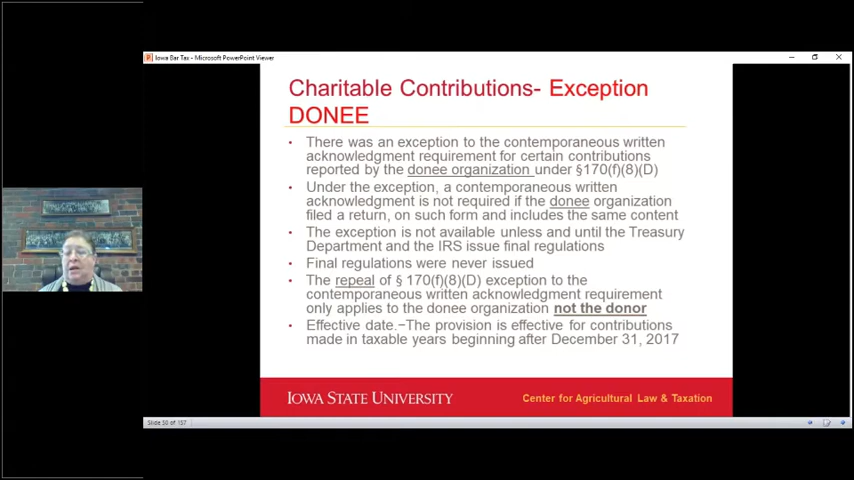 Iowa Bar Tax - Microsoft PowerPoint Viewer
Charitable Contributions- Exception
DONEE
• There was an exception to the contemporaneous written
acknowledgment requirement for certain contributions
reported by the donee organization under §170(f)(8)(D)
• Under the exception, a contemporaneous written
acknowledgment is not required if the donee organization
filed a return, on such form and includes the same content
• The exception is not available unless and until the Treasury
Department and the IRS issue final regulations
• Final regulations were never issued
• The repeal of § 170(f)(8)(D) exception to the
contemporaneous written acknowledgment requirement
only applies to the donee organization not the donor
• Effective date.−The provision is effective for contributions
made in taxable years beginning after December 31, 2017
IOWA STATE UNIVERSITY
Center for Agricultural Law & Taxation
Slide 50 of 157